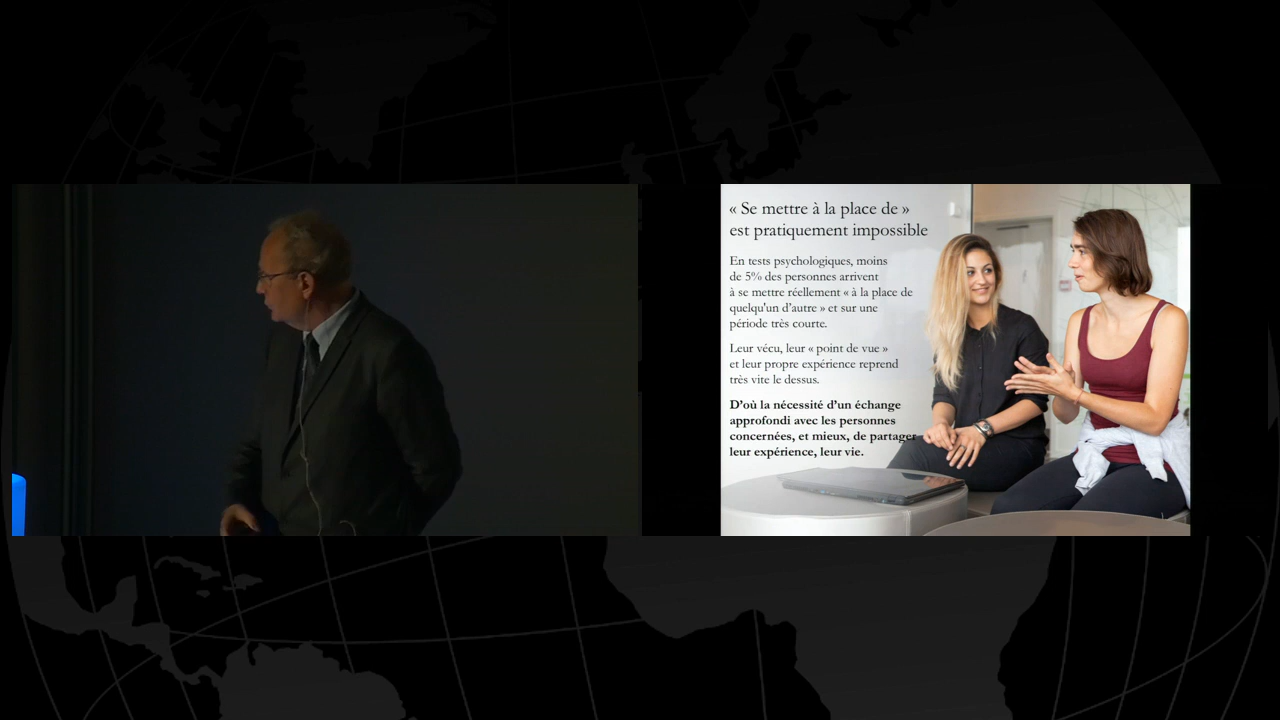 « Se mettre à la place de »
est pratiquement impossible
En tests psychologiques, moins
de 5% des personnes arrivent
à se mettre réellement « à la place de
quelqu'un d'autre » et sur une
période très courte.
Leur vécu, leur « point de vue »
et leur propre expérience reprend
très vite le dessus.
D'où la nécessité d'un échange
approfondi avec les personnes
concernées, et mieux, de partager
leur expérience, leur vie.